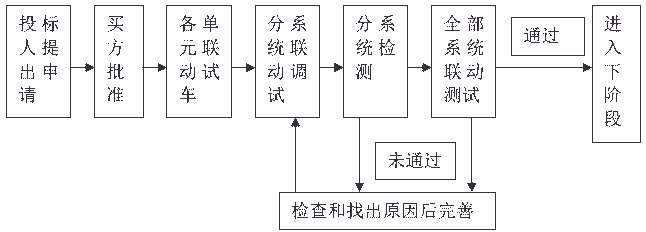 投标
人提
出申
请
买
方
批
准
各单
元联
动试
车
分系
统联
动调
试
分系
统检
测
全部
系统
联动
测试
通过
进
入
下
阶
段
未通过
检查和找出原因后完善